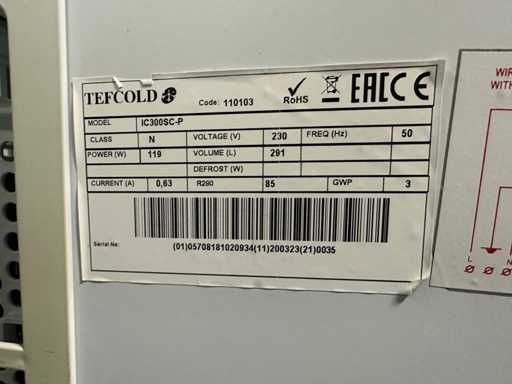 TEFCOLD
Code: 110103
RoHS
EAC CE
MODEL IC300SC-P
CLASS N VOLTAGE (V) 230 FREQ (Hz) 50
POWER (W) 119 VOLUME (L) 291
DEFROST (W)
CURRENT (A) 0,63 R290 85 GWP 3
Serial No: (01)05708181020934(11)200323(21)0035
WIR
WITH
L N